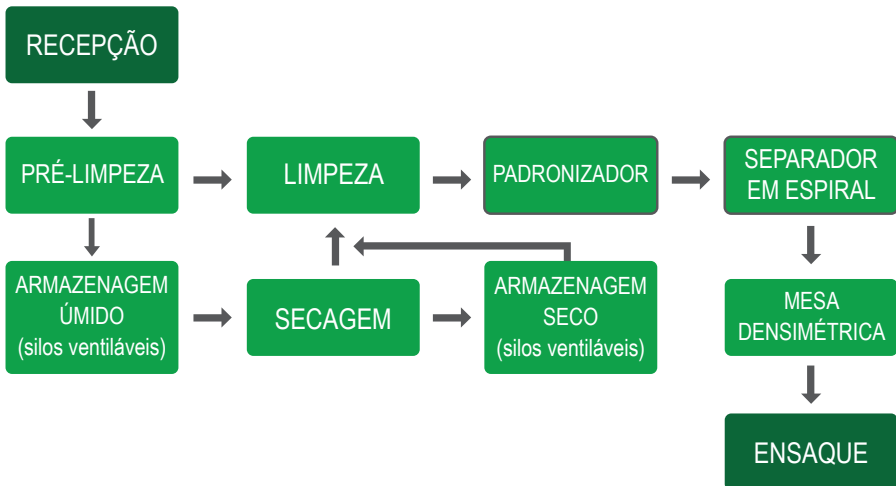 RECEPÇÃO
PRÉ-LIMPEZA
LIMPEZA
PADRONIZADOR
SEPARADOR
EM ESPIRAL
ARMAZENAGEM
ÚMIDO
(silos ventiláveis)
SECAGEM
ARMAZENAGEM
SECO
(silos ventiláveis)
MESA
DENSIMÉTRICA
ENSAQUE